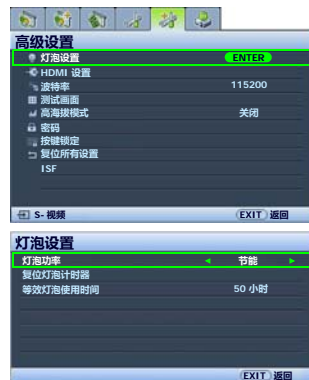 高级设置
灯泡设置 ENTER
HDMI 设置
波特率 115200
测试画面
高海拔模式 关闭
密码
按键锁定
复位所有设置
ISF
S- 视频 EXIT 返回
灯泡设置
灯泡功率 节能
复位灯泡计时器
等效灯泡使用时间 50 小时
EXIT 返回